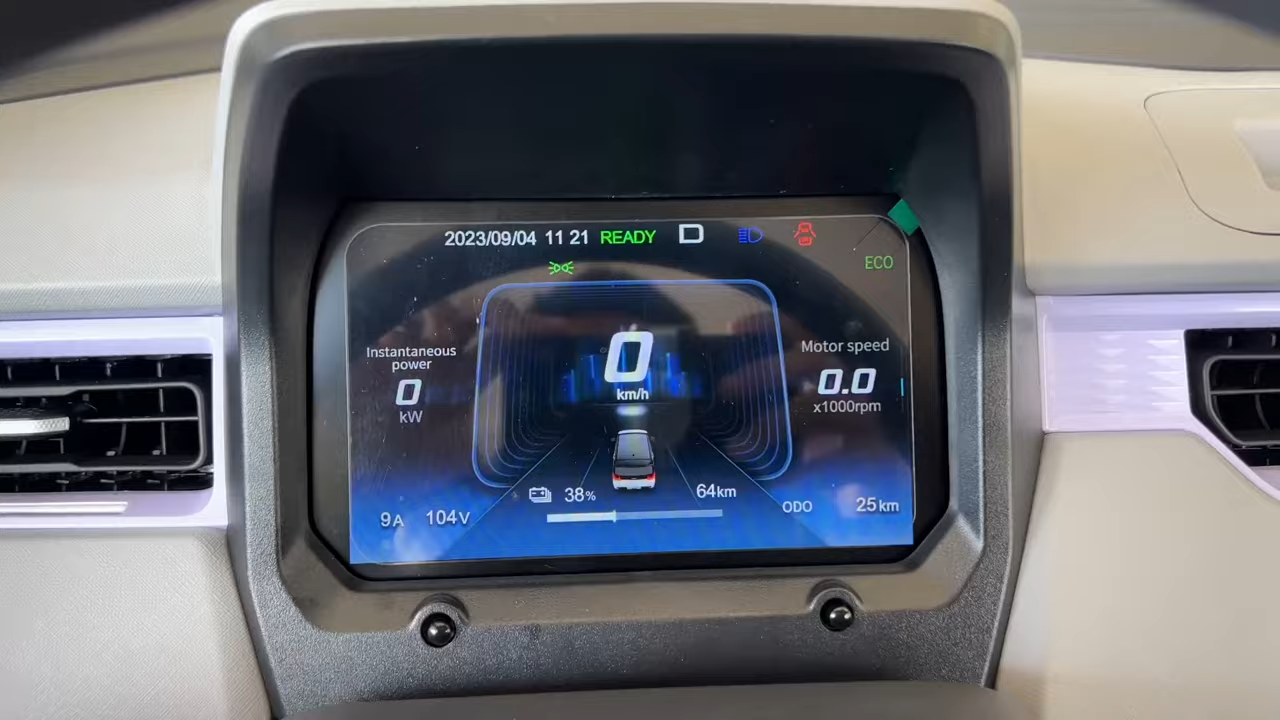 2023/09/04 11 21 READY D
ECO
Instantaneous
power
0
kW
0
km/h
Motor speed
0.0
x1000rpm
9A 104V
38% 64km
ODO 25km